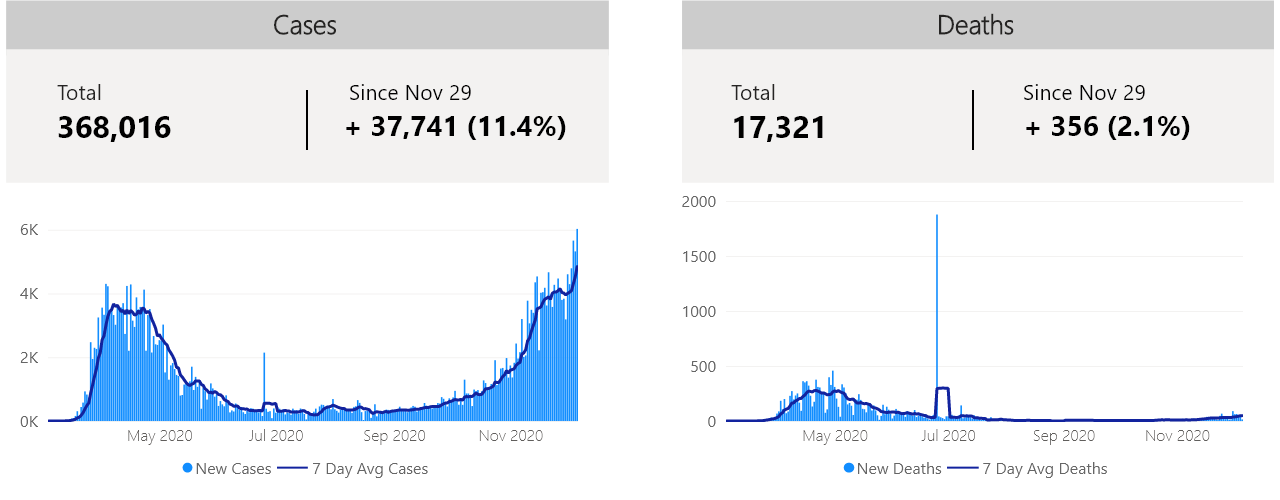 Cases
Total
368,016
Since Nov 29
+ 37,741 (11.4%)
6K
4K
2K
0K
May 2020 Jul 2020 Sep 2020 Nov 2020
New Cases 7 Day Avg Cases
Deaths
Total
17,321
Since Nov 29
+ 356 (2.1%)
2000
1500
1000
500
0
May 2020 Jul 2020 Sep 2020 Nov 2020
New Deaths 7 Day Avg Deaths